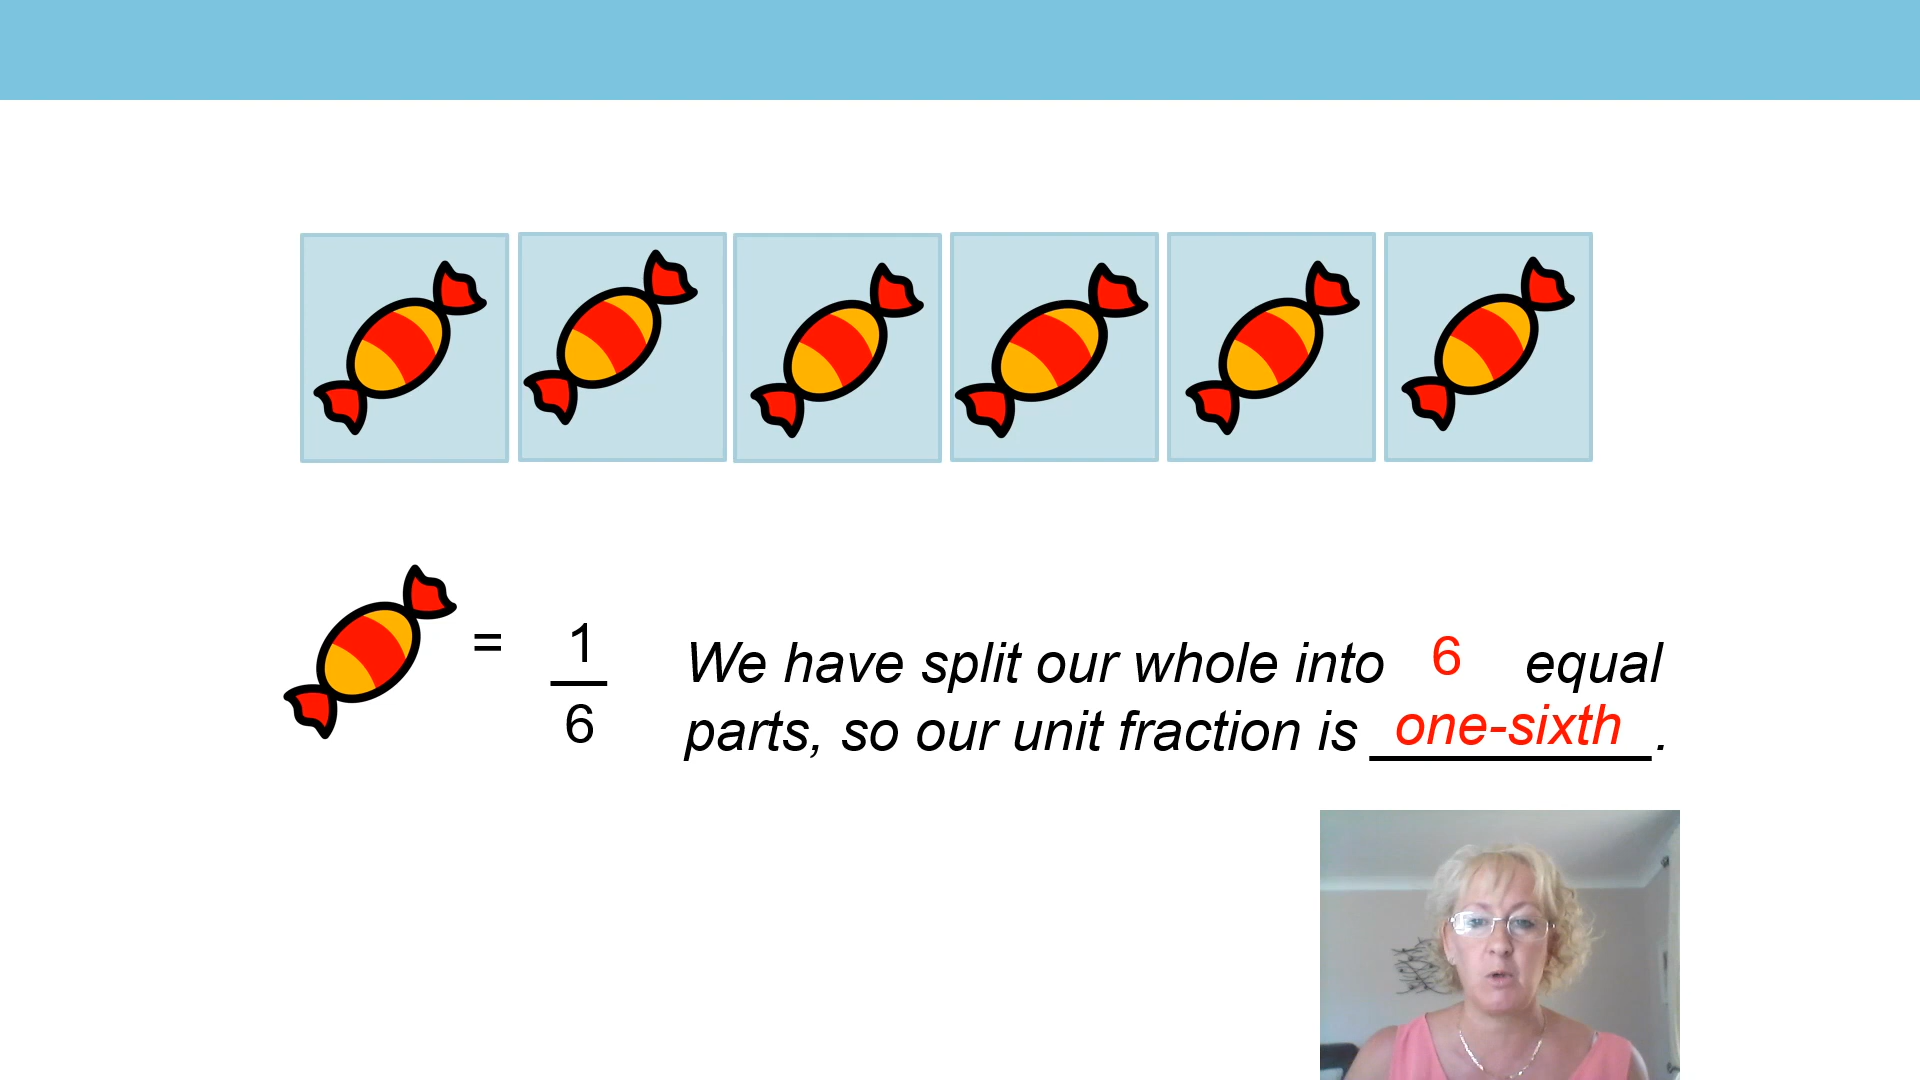 = 1/6
We have split our whole into 6 equal
parts, so our unit fraction is one-sixth.